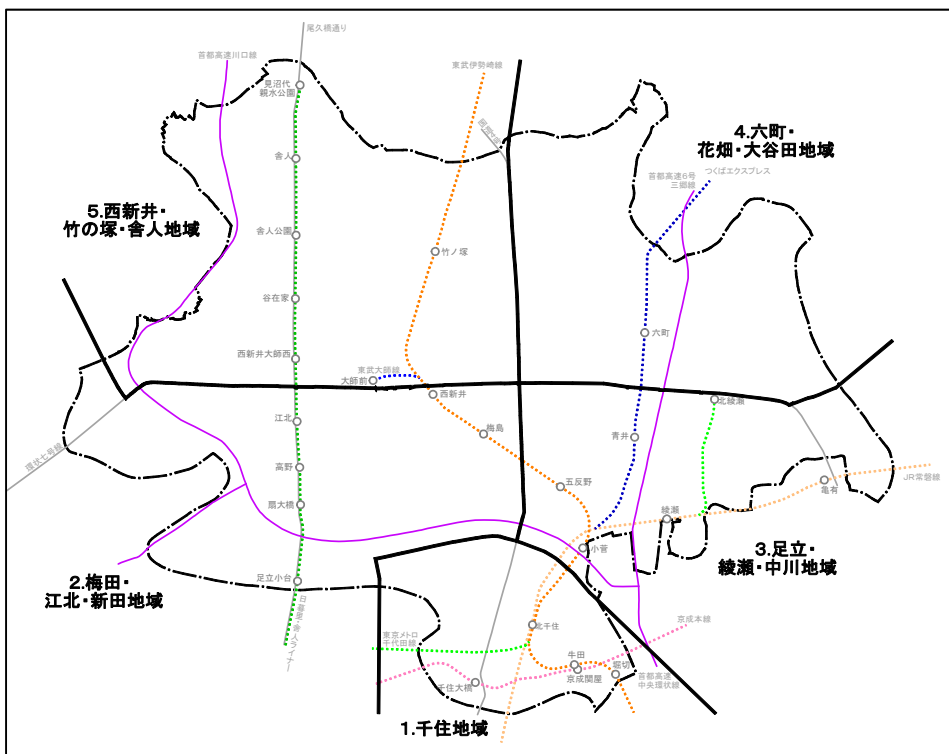 尾久橋通り
首都高速川口線
東武伊勢崎線
見沼代
親水公園
国道4号
4.六町・
花畑・大谷田地域
舎人
つくばエクスプレス
首都高速6号
三郷線
5.西新井・
竹の塚・舎人地域
舎人公園
竹ノ塚
谷在家
六町
西新井大師西
東武大師線
大師前
西新井
北綾瀬
江北
梅島
青井
環状七号線
高野
五反野
JR常磐線
亀有
扇大橋
綾瀬
小菅
3.足立・
綾瀬・中川地域
足立小台
2.梅田・
江北・新田地域
日暮里・舎人ライナー
北千住
京成本線
東京メトロ
千代田線
牛田
堀切
京成関屋
首都高速
中央環状線
千住大橋
1.千住地域